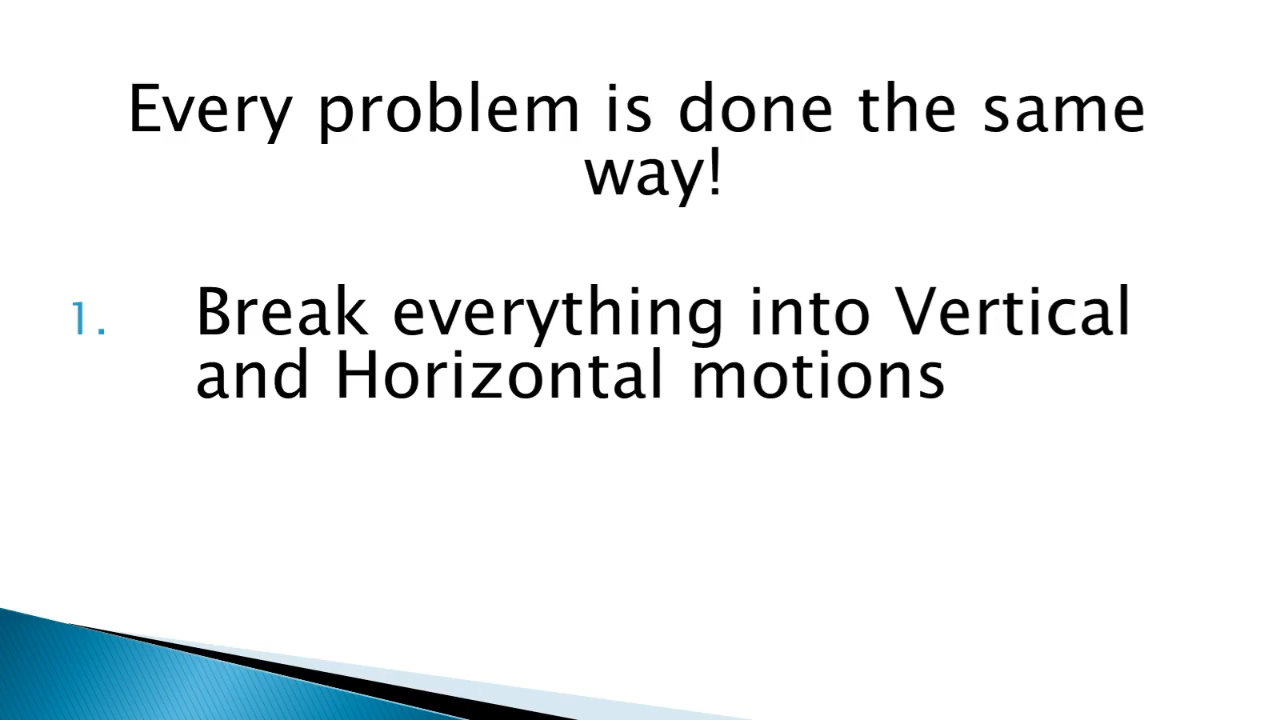 Every problem is done the same
way!
1. Break everything into Vertical
and Horizontal motions